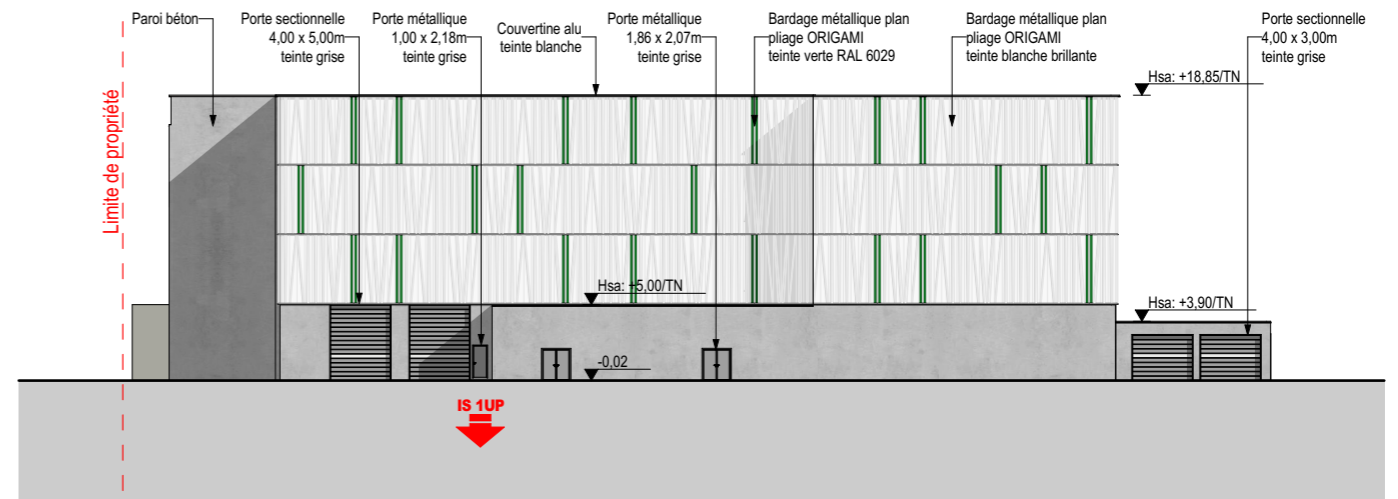 Paroi béton
Porte sectionnelle
4,00 x 5,00m
teinte grise
Porte métallique
1,00 x 2,18m
teinte grise
Couvertine alu
teinte blanche
Porte métallique
1,86 x 2,07m
teinte grise
Bardage métallique plan
pliage ORIGAMI
teinte verte RAL 6029
Bardage métallique plan
pliage ORIGAMI
teinte blanche brillante
Porte sectionnelle
4,00 x 3,00m
teinte grise
Hsa: +18,85/TN
Limite de propriété
Hsa: +5,00/TN
Hsa: +3,90/TN
-0,02
IS 1UP